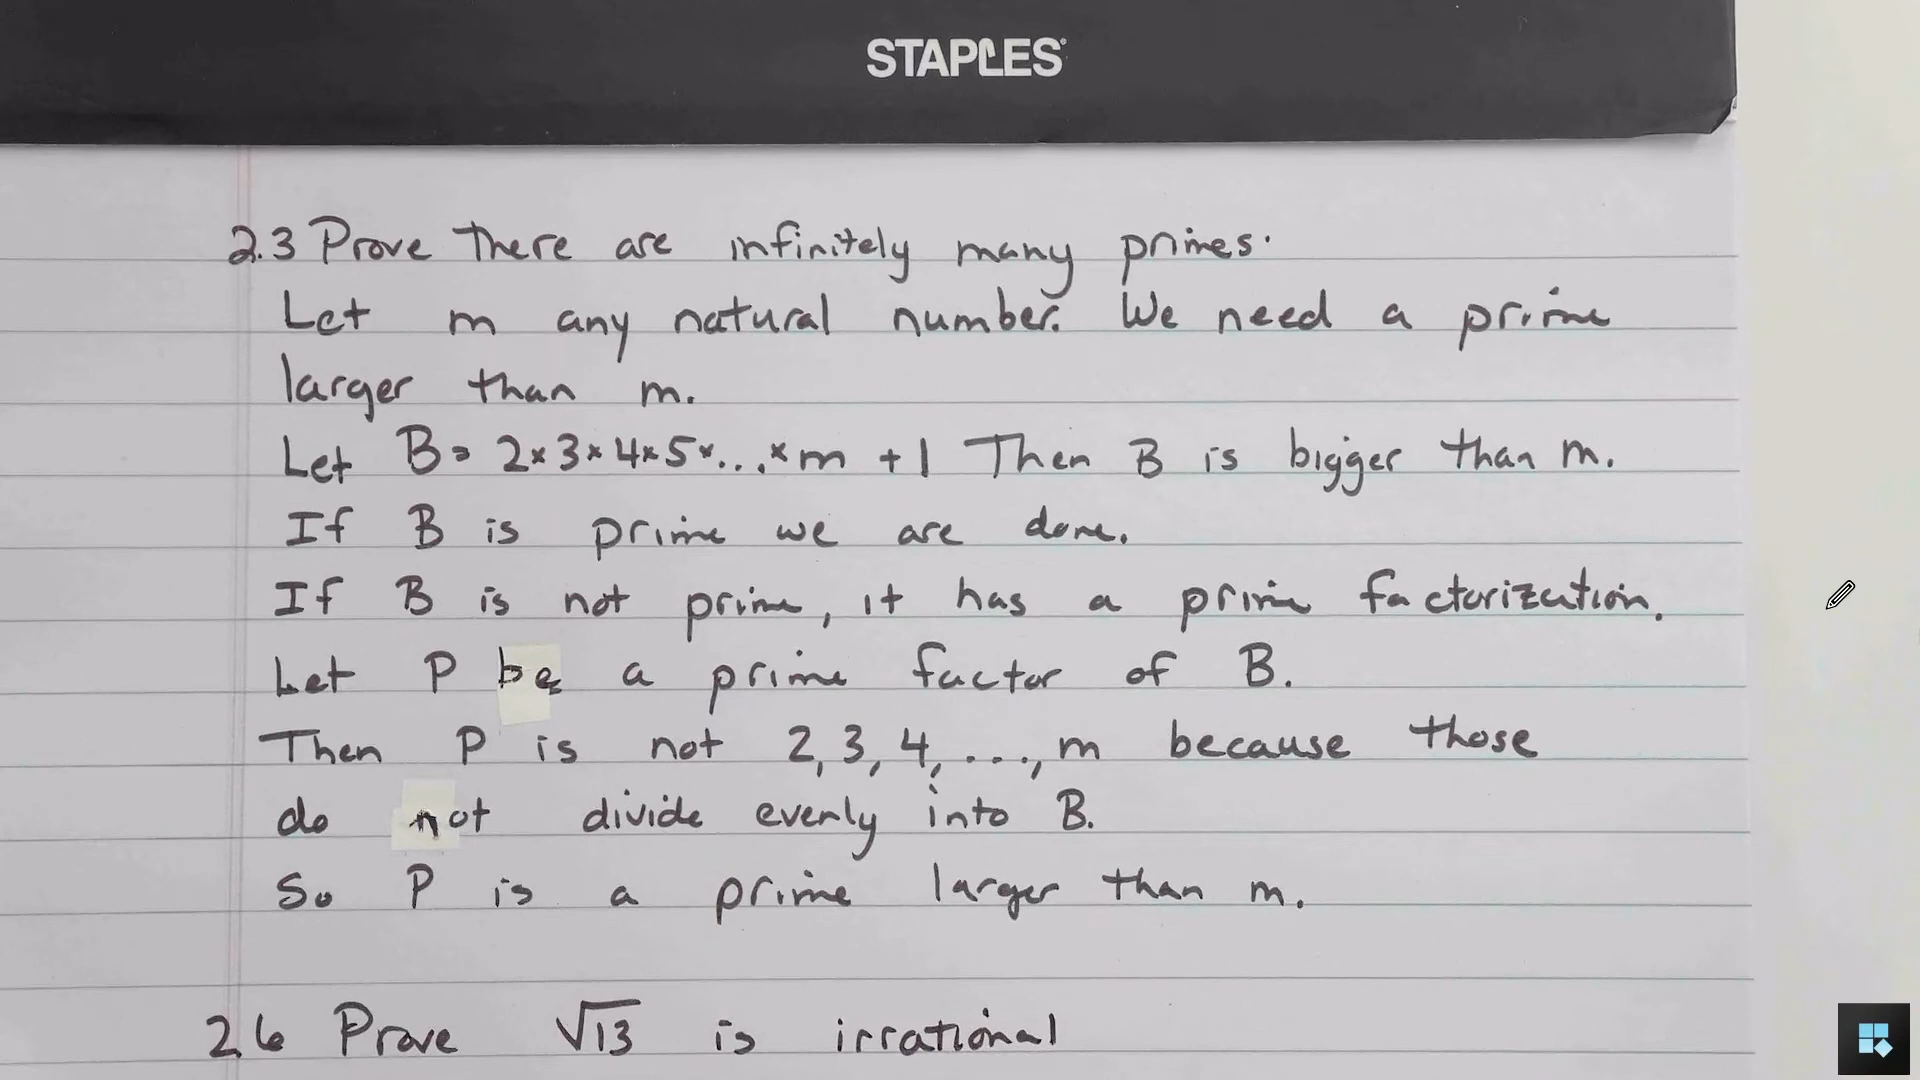 STAPLES
2.3 Prove there are infinitely many primes.
Let m any natural number. We need a prime
larger than m.
Let B = 2×3×4×5×...×m +1 Then B is bigger than m.
If B is prime we are done.
If B is not prime, it has a prime factorization.
Let P be a prime factor of B.
Then P is not 2, 3, 4, ..., m because those
do not divide evenly into B.
So P is a prime larger than m.
2.6 Prove √13 is irrational